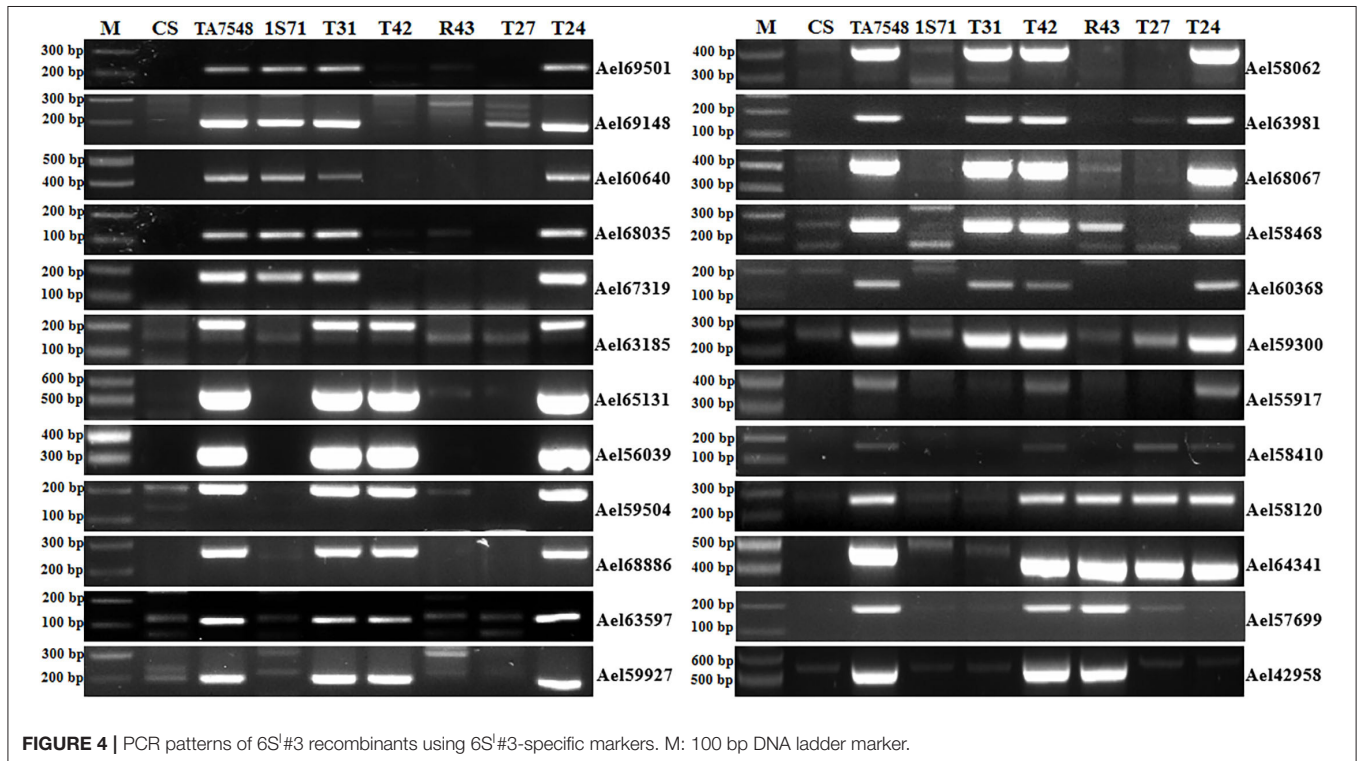 M CS TA7548 1S71 T31 T42 R43 T27 T24
300 bp
200 bp
Ael69501
300 bp
200 bp
Ael69148
500 bp
400 bp
Ael60640
200 bp
100 bp
Ael68035
200 bp
100 bp
Ael67319
200 bp
100 bp
Ael63185
600 bp
500 bp
Ael65131
400 bp
300 bp
Ael56039
200 bp
100 bp
Ael59504
300 bp
200 bp
Ael68886
200 bp
100 bp
Ael63597
300 bp
200 bp
Ael59927
M CS TA7548 1S71 T31 T42 R43 T27 T24
400 bp
300 bp
Ael58062
200 bp
100 bp
Ael63981
400 bp
300 bp
Ael68067
300 bp
200 bp
Ael58468
200 bp
100 bp
Ael60368
300 bp
200 bp
Ael59300
400 bp
300 bp
Ael55917
200 bp
100 bp
Ael58410
300 bp
200 bp
Ael58120
500 bp
400 bp
Ael64341
200 bp
100 bp
Ael57699
600 bp
500 bp
Ael42958
FIGURE 4 | PCR patterns of 6Sˡ#3 recombinants using 6Sˡ#3-specific markers. M: 100 bp DNA ladder marker.